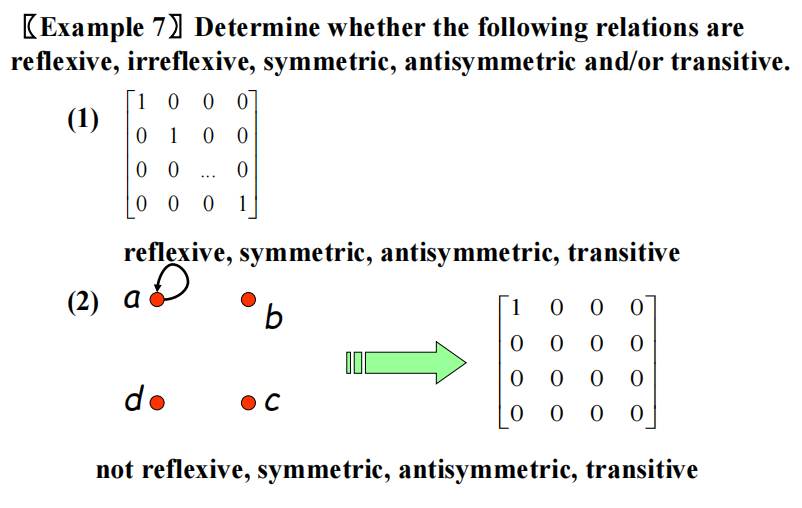 〖Example 7〗 Determine whether the following relations are
reflexive, irreflexive, symmetric, antisymmetric and/or transitive.
(1)
1 0 0 0
0 1 0 0
0 0 ... 0
0 0 0 1
reflexive, symmetric, antisymmetric, transitive
(2) a b
d c
1 0 0 0
0 0 0 0
0 0 0 0
0 0 0 0
not reflexive, symmetric, antisymmetric, transitive